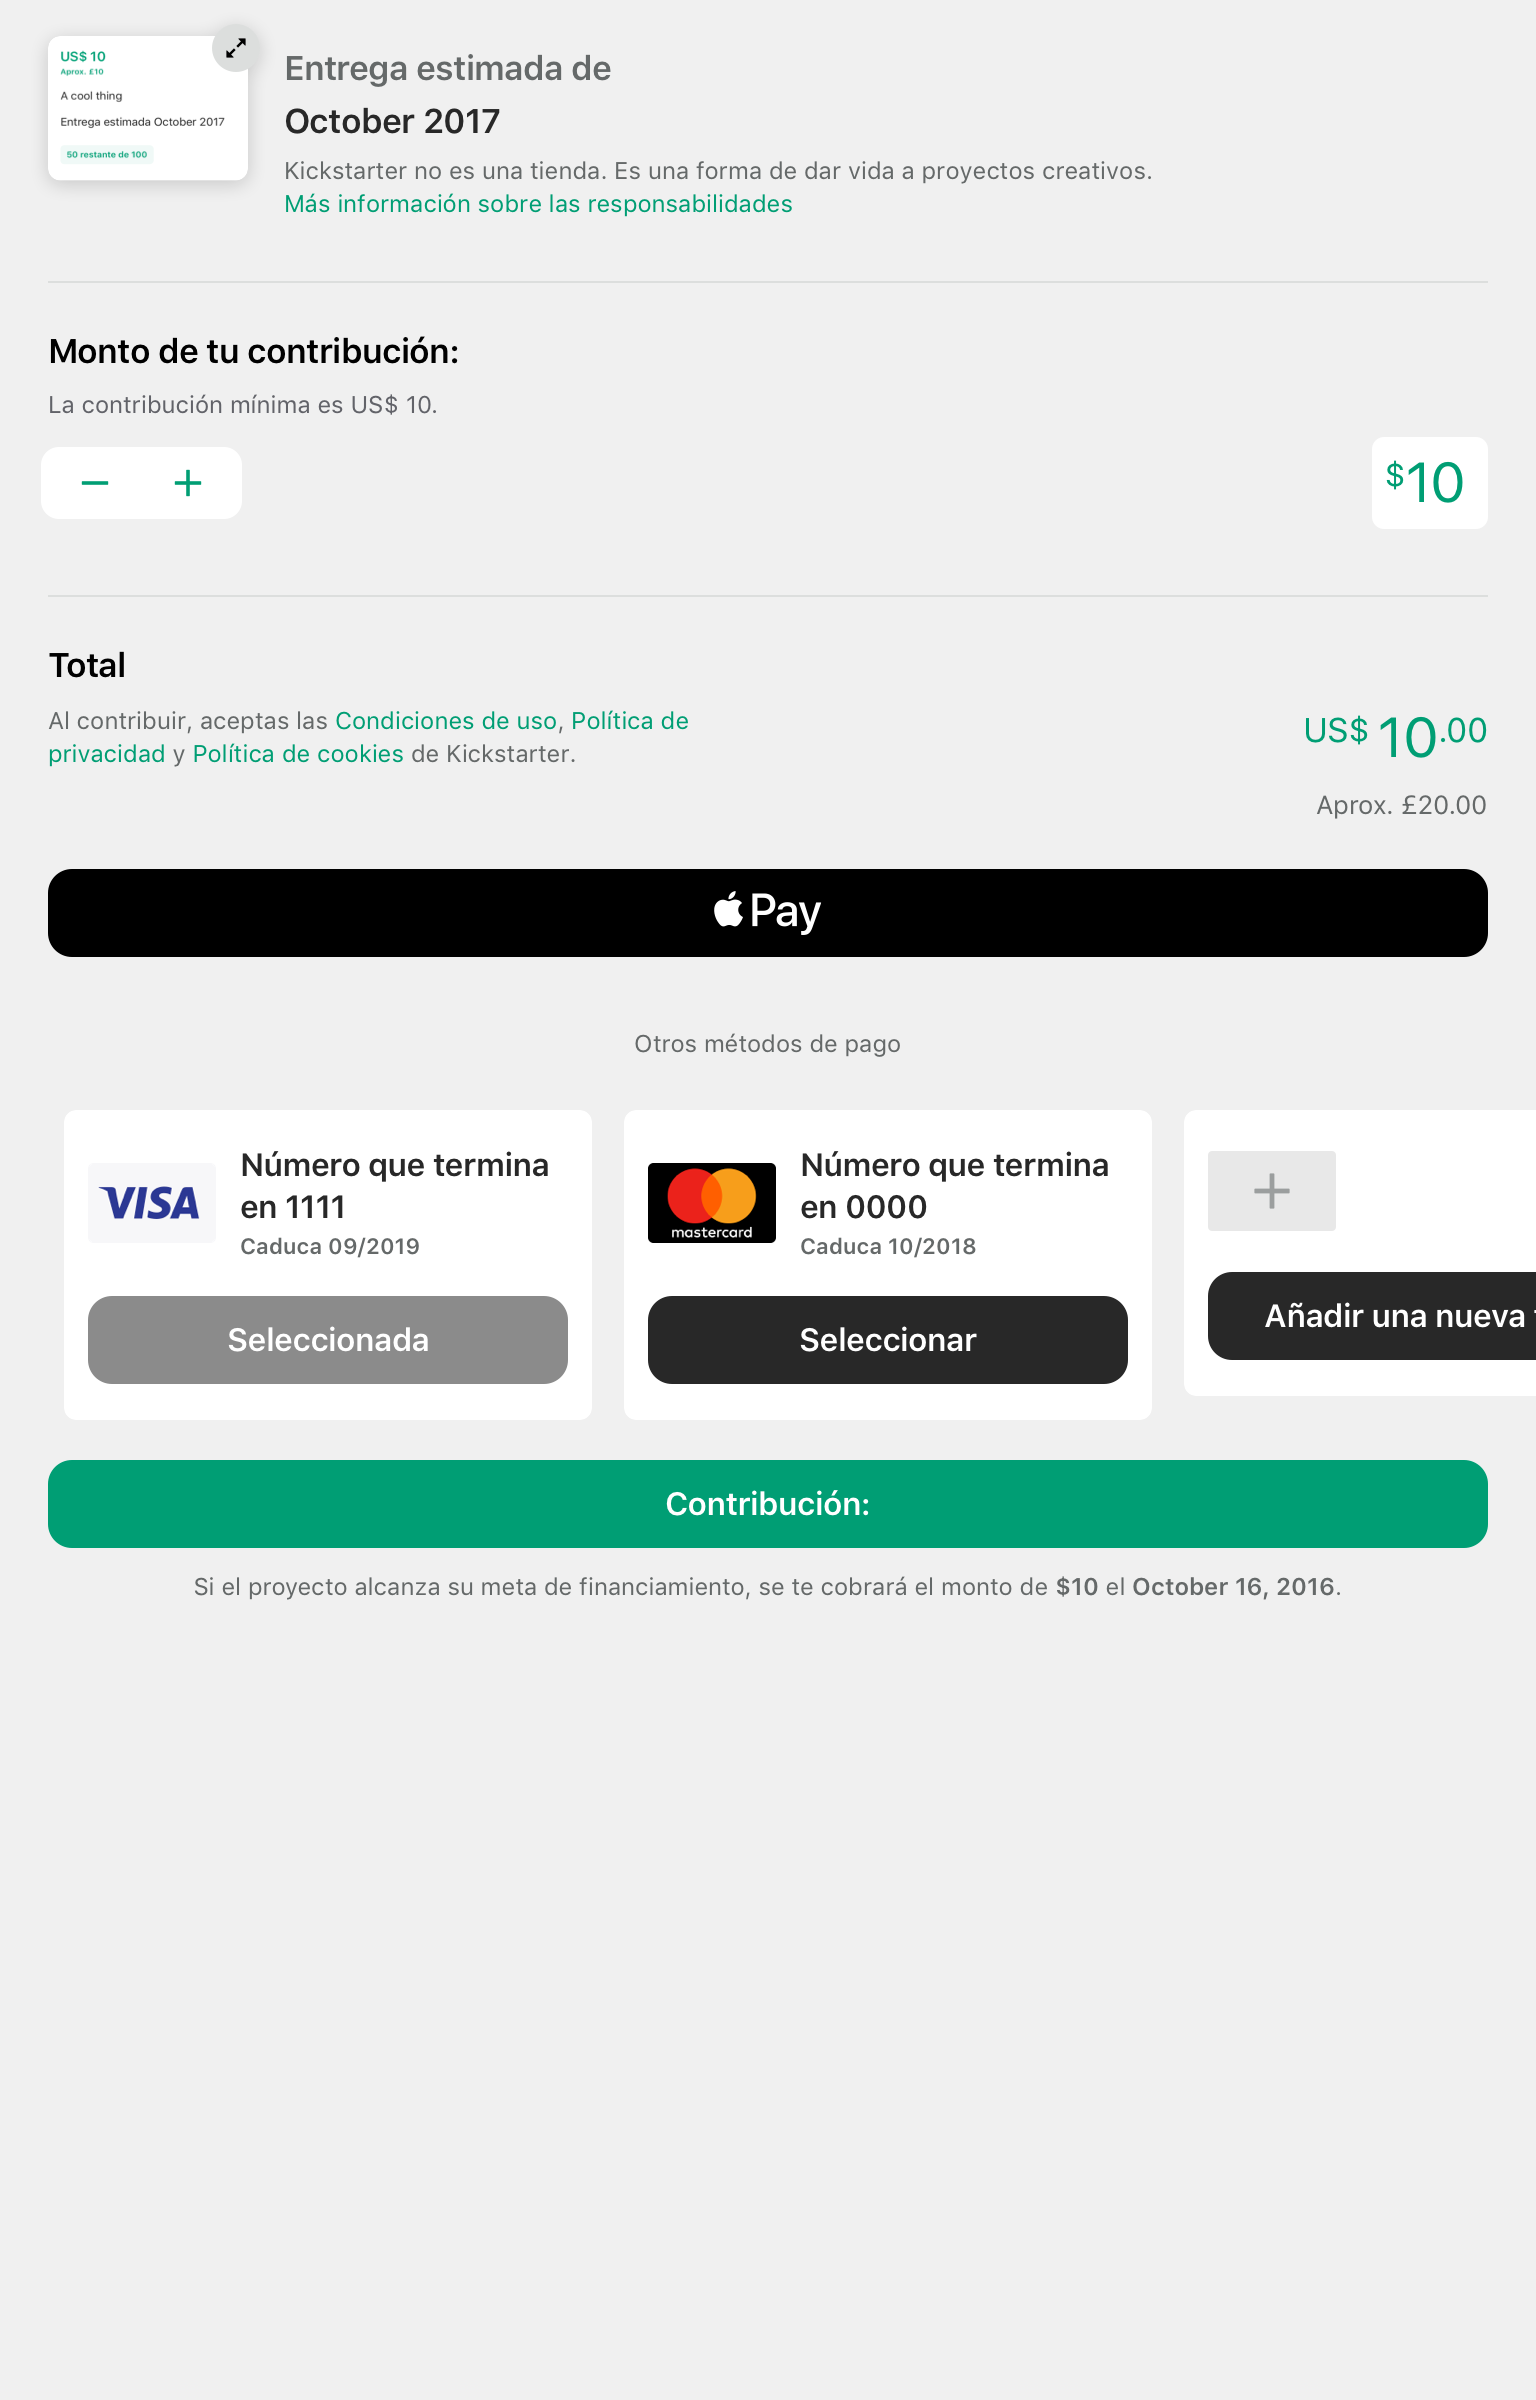 US$ 10
Aprox. £10
A cool thing
Entrega estimada October 2017
50 restante de 100
Entrega estimada de
October 2017
Kickstarter no es una tienda. Es una forma de dar vida a proyectos creativos.
Más información sobre las responsabilidades
Monto de tu contribución:
La contribución mínima es US$ 10.
$10
Total
Al contribuir, aceptas las Condiciones de uso, Política de
privacidad y Política de cookies de Kickstarter.
US$ 10.00
Aprox. £20.00
Pay
Otros métodos de pago
VISA
Número que termina
en 1111
Caduca 09/2019
Seleccionada
mastercard
Número que termina
en 0000
Caduca 10/2018
Seleccionar
Añadir una nueva
Contribución:
Si el proyecto alcanza su meta de financiamiento, se te cobrará el monto de $10 el October 16, 2016.